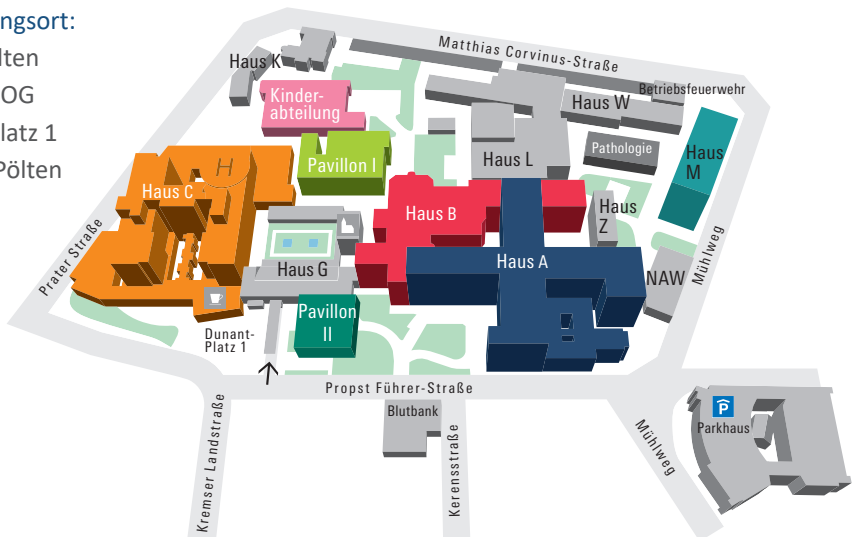 ngsort:
lten
OG
latz 1
Pölten
Matthias Corvinus-Straße
Haus K
Betriebsfeuerwehr
Kinder-
abteilung
Haus W
Haus
M
Pathologie
Pavillon I
Haus L
H
Haus C
Haus B
Haus
Z
Haus A
Haus G
NAW
Mühlweg
Prater Straße
Pavillon
II
Dunant-
Platz 1
Propst Führer-Straße
Blutbank
P
Parkhaus
Mühlweg
Kremser Landstraße
Kerensstraße